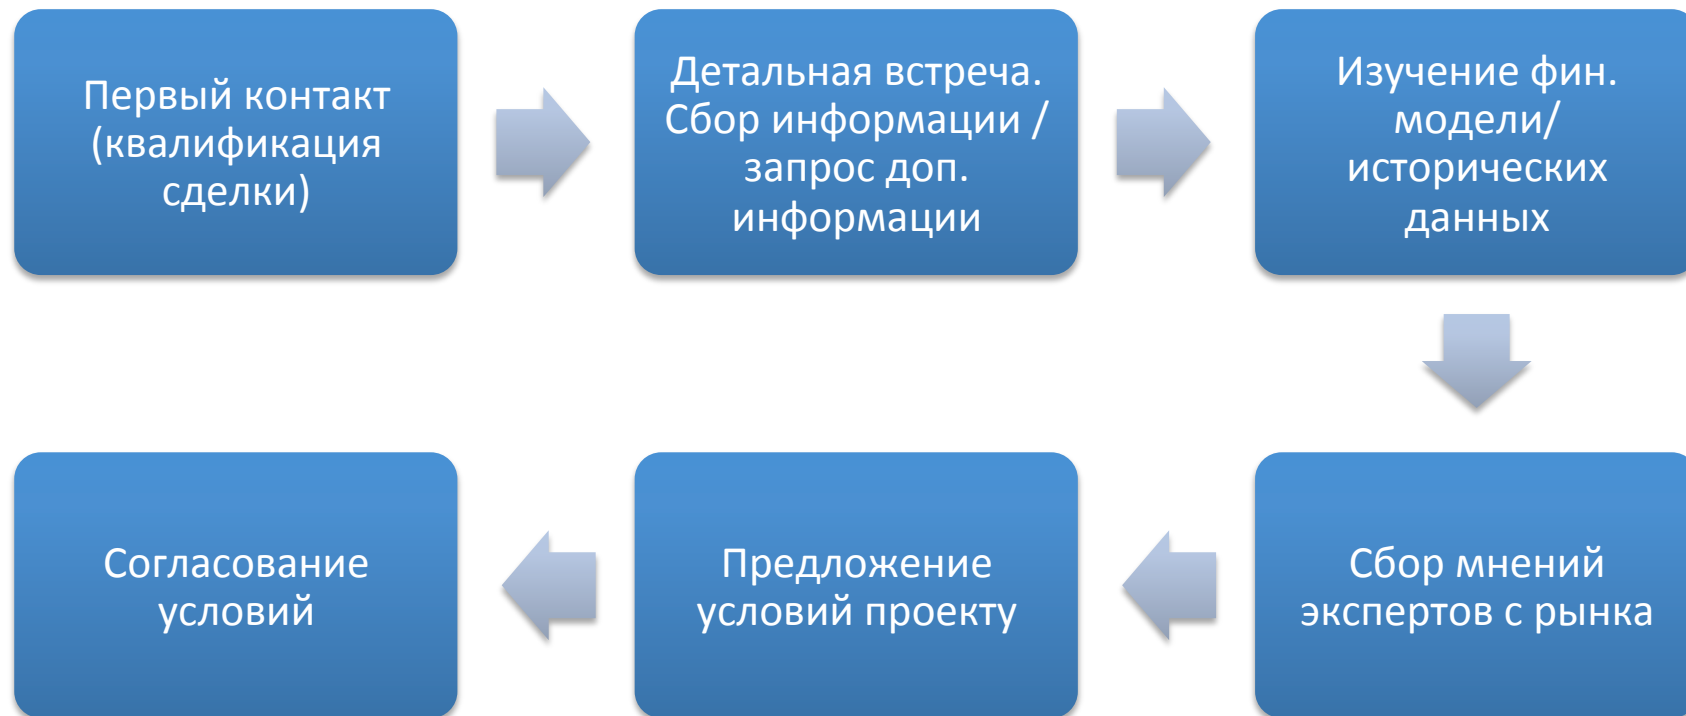 Первый контакт
(квалификация
сделки)
Детальная встреча.
Сбор информации /
запрос доп.
информации
Изучение фин.
модели/
исторических
данных
Сбор мнений
экспертов с рынка
Предложение
условий проекту
Согласование
условий